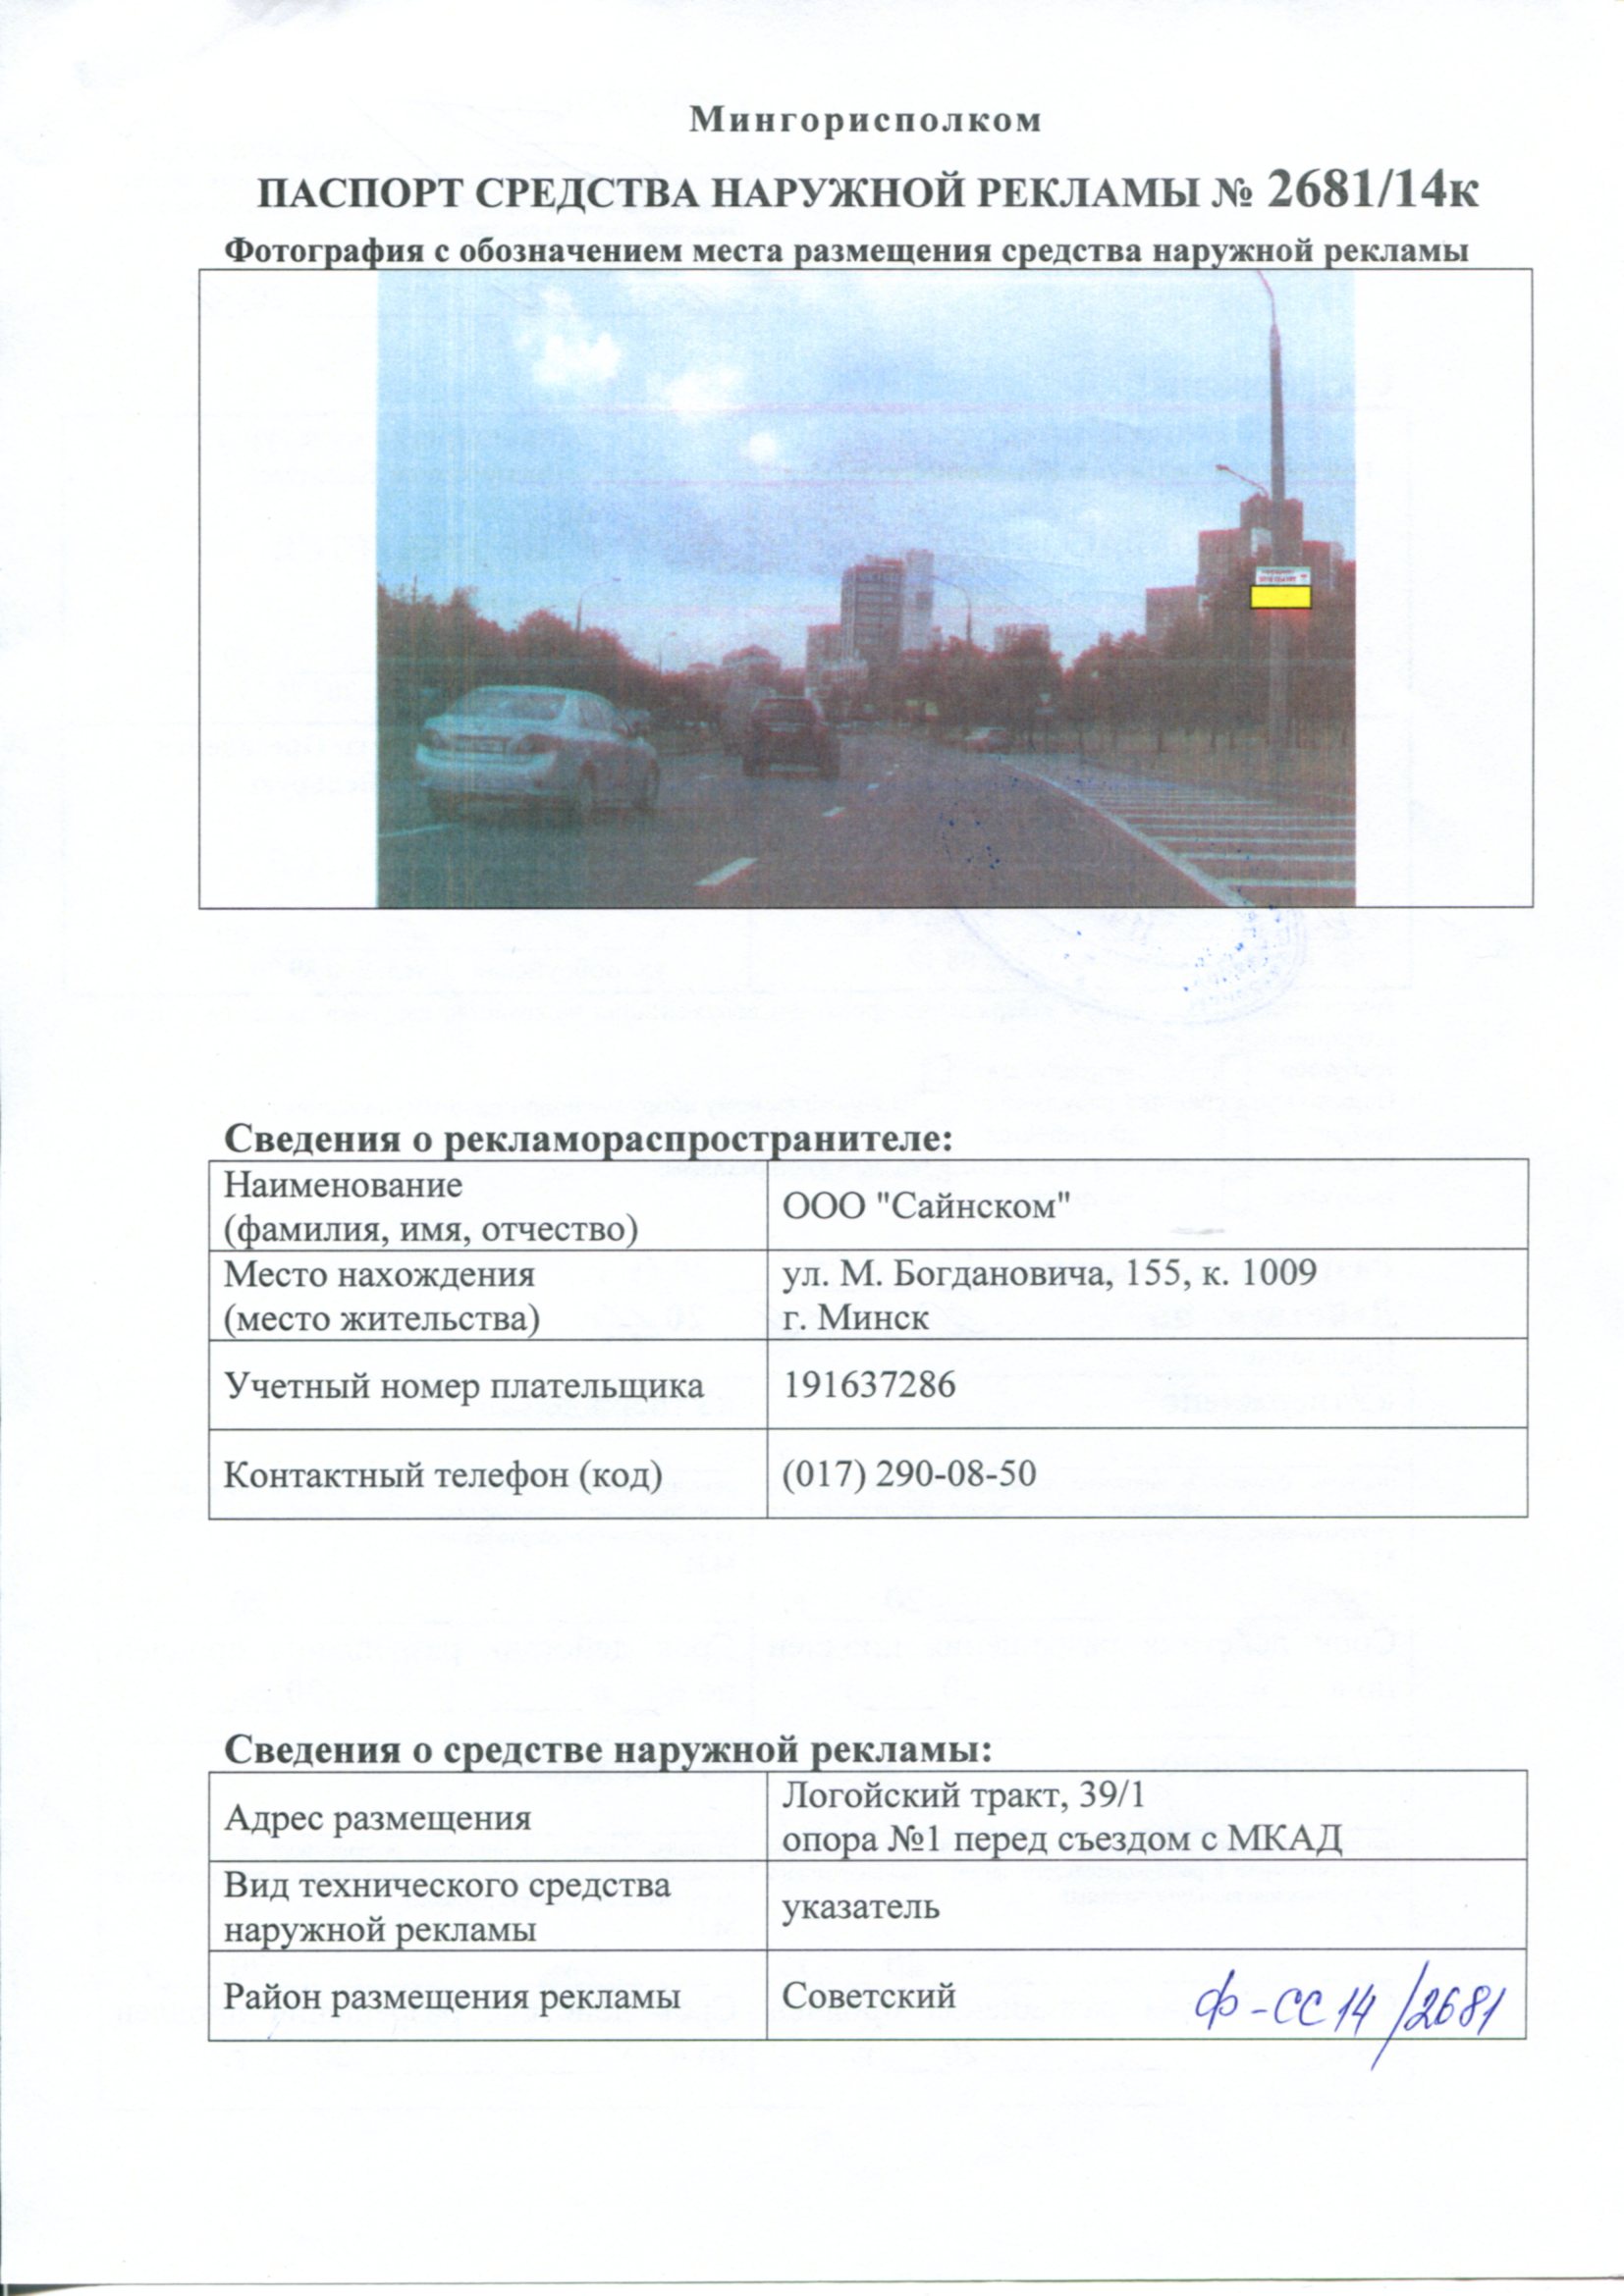 Мингорисполком
ПАСПОРТ СРЕДСТВА НАРУЖНОЙ РЕКЛАМЫ № 2681/14к
Фотография с обозначением места размещения средства наружной рекламы
Сведения о рекламораспространителе:
Наименование
(фамилия, имя, отчество)
ООО "Сайнском"
Место нахождения
(место жительства)
ул. М. Богдановича, 155, к. 1009
г. Минск
Учетный номер плательщика
191637286
Контактный телефон (код)
(017) 290-08-50
Сведения о средстве наружной рекламы:
Адрес размещения
Логойский тракт, 39/1
опора №1 перед съездом с МКАД
Вид технического средства
наружной рекламы
указатель
Район размещения рекламы
Советский
Ф-СС14/2681